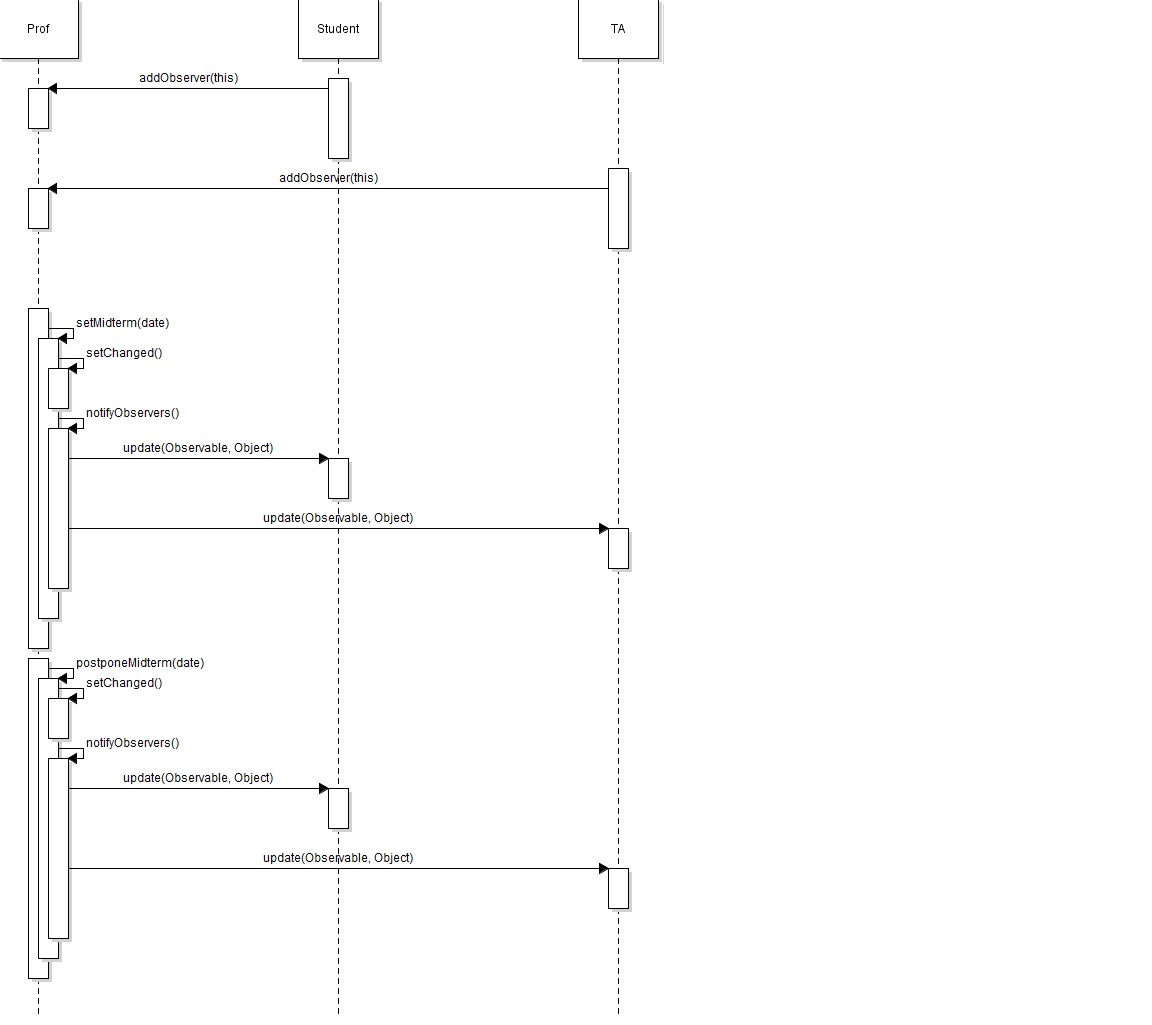 Prof
Student
TA
addObserver(this)
addObserver(this)
setMidterm(date)
setChanged()
notifyObservers()
update(Observable, Object)
update(Observable, Object)
postponeMidterm(date)
setChanged()
notifyObservers()
update(Observable, Object)
update(Observable, Object)